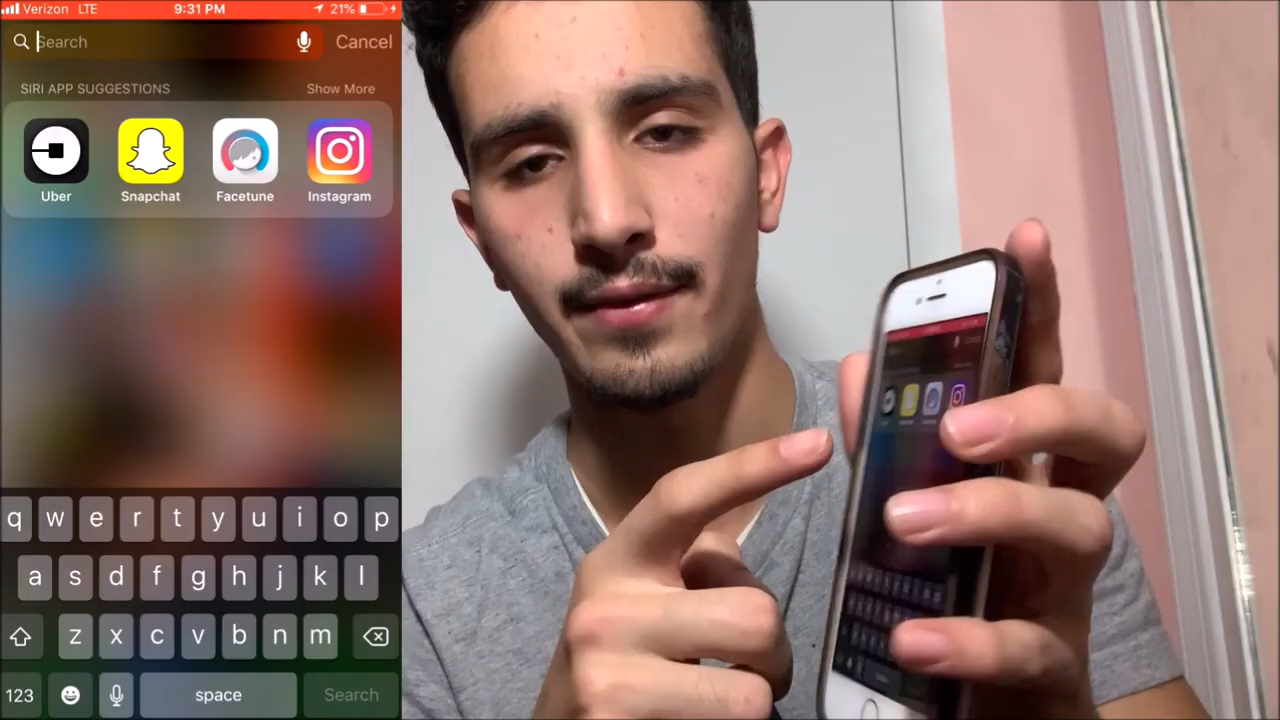 Verizon LTE 9:31 PM 21%
Search Cancel
SIRI APP SUGGESTIONS Show More
Uber Snapchat Facetune Instagram
q w e r t y u i o p
a s d f g h j k l
z x c v b n m
123 space Search